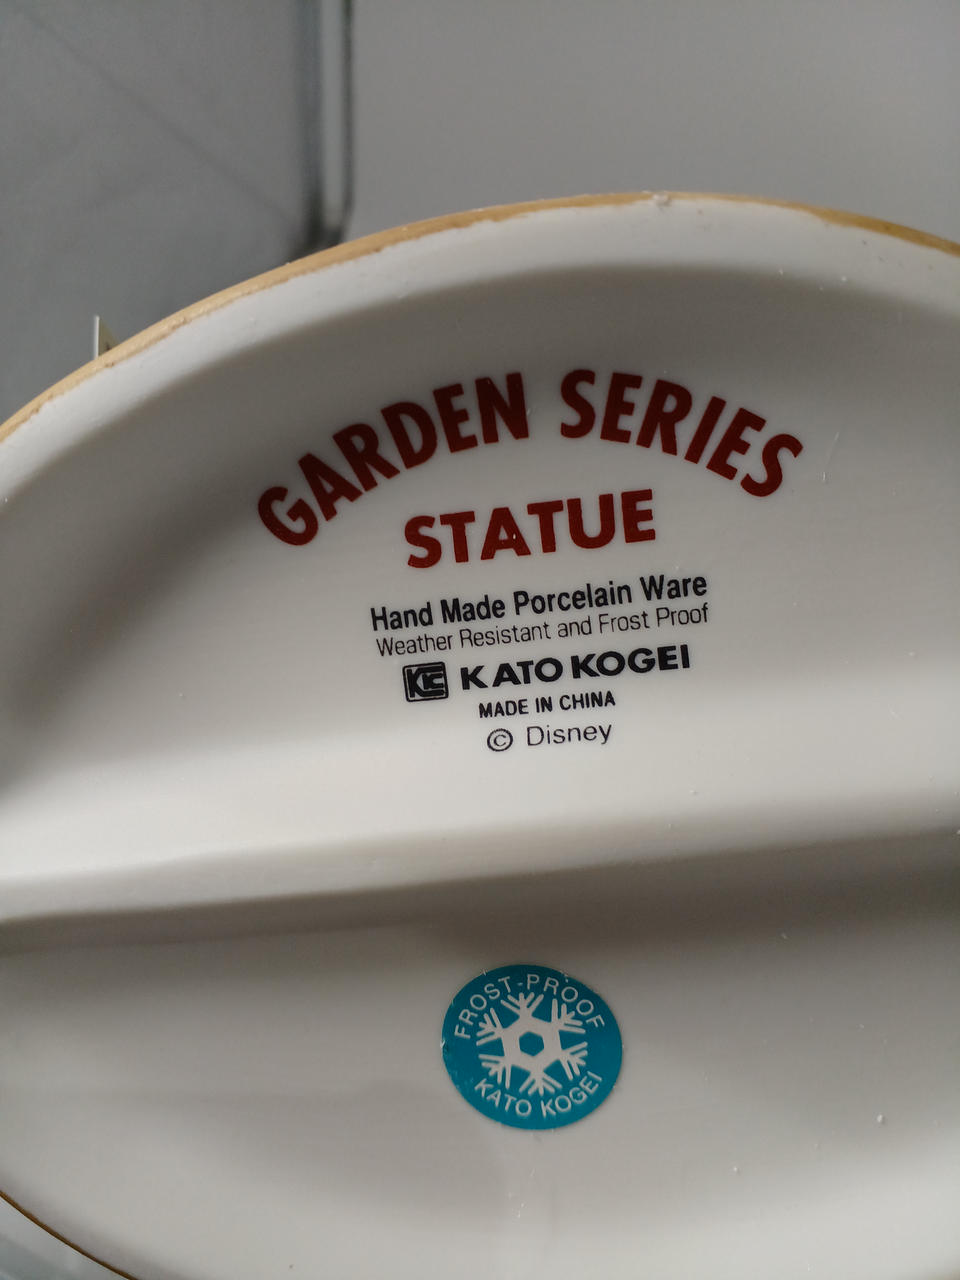 GARDEN SERIES
STATUE
Hand Made Porcelain Ware
Weather Resistant and Frost Proof
KC KATO KOGEI
MADE IN CHINA
© Disney
FROST-PROOF
KATO KOGEI